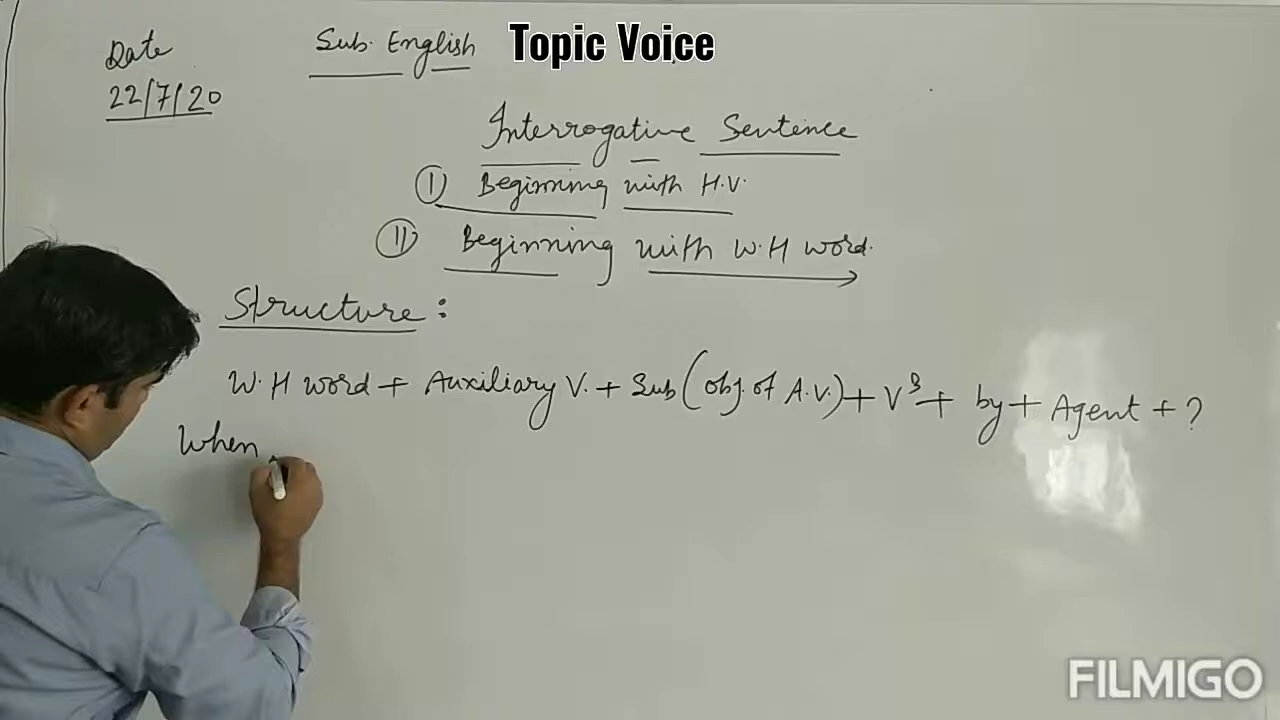 Date
22/7/20
Sub. English
Topic Voice
Interrogative Sentence
I Beginning with H.V.
II Beginning with W.H word.
Structure :
W.H word + Auxiliary V. + Sub (obj. of A.V.) + V3 + by + Agent + ?
When
FILMIGO